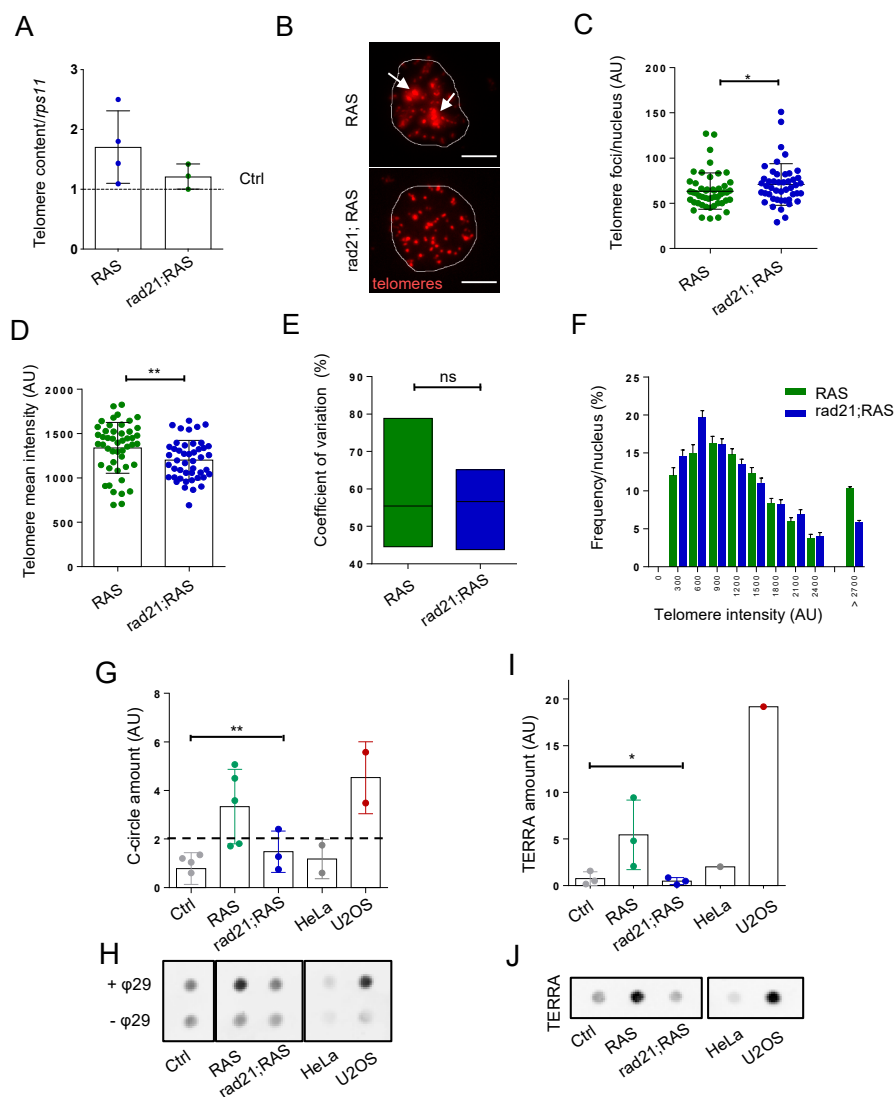 A
Telomere content/rps11
3
2
1
0
Ctrl
RAS
rad21;RAS
B
RAS
rad21; RAS
telomeres
C
Telomere foci/nucleus (AU)
200
150
100
50
0
*
RAS
rad21; RAS
D
Telomere mean intensity (AU)
2000
1500
1000
500
0
**
RAS
rad21;RAS
E
Coefficient of variation (%)
90
80
70
60
50
40
ns
RAS
rad21;RAS
F
Frequency/nucleus (%)
25
20
15
10
5
0
RAS
rad21;RAS
0
300
600
900
1200
1500
1800
2100
2400
> 2700
Telomere intensity (AU)
G
C-circle amount (AU)
8
6
4
2
0
**
Ctrl
RAS
rad21;RAS
HeLa
U2OS
H
+ φ29
- φ29
Ctrl
RAS
rad21;RAS
HeLa
U2OS
I
TERRA amount (AU)
20
15
10
5
0
*
Ctrl
RAS
rad21;RAS
HeLa
U2OS
J
TERRA
Ctrl
RAS
rad21;RAS
HeLa
U2OS